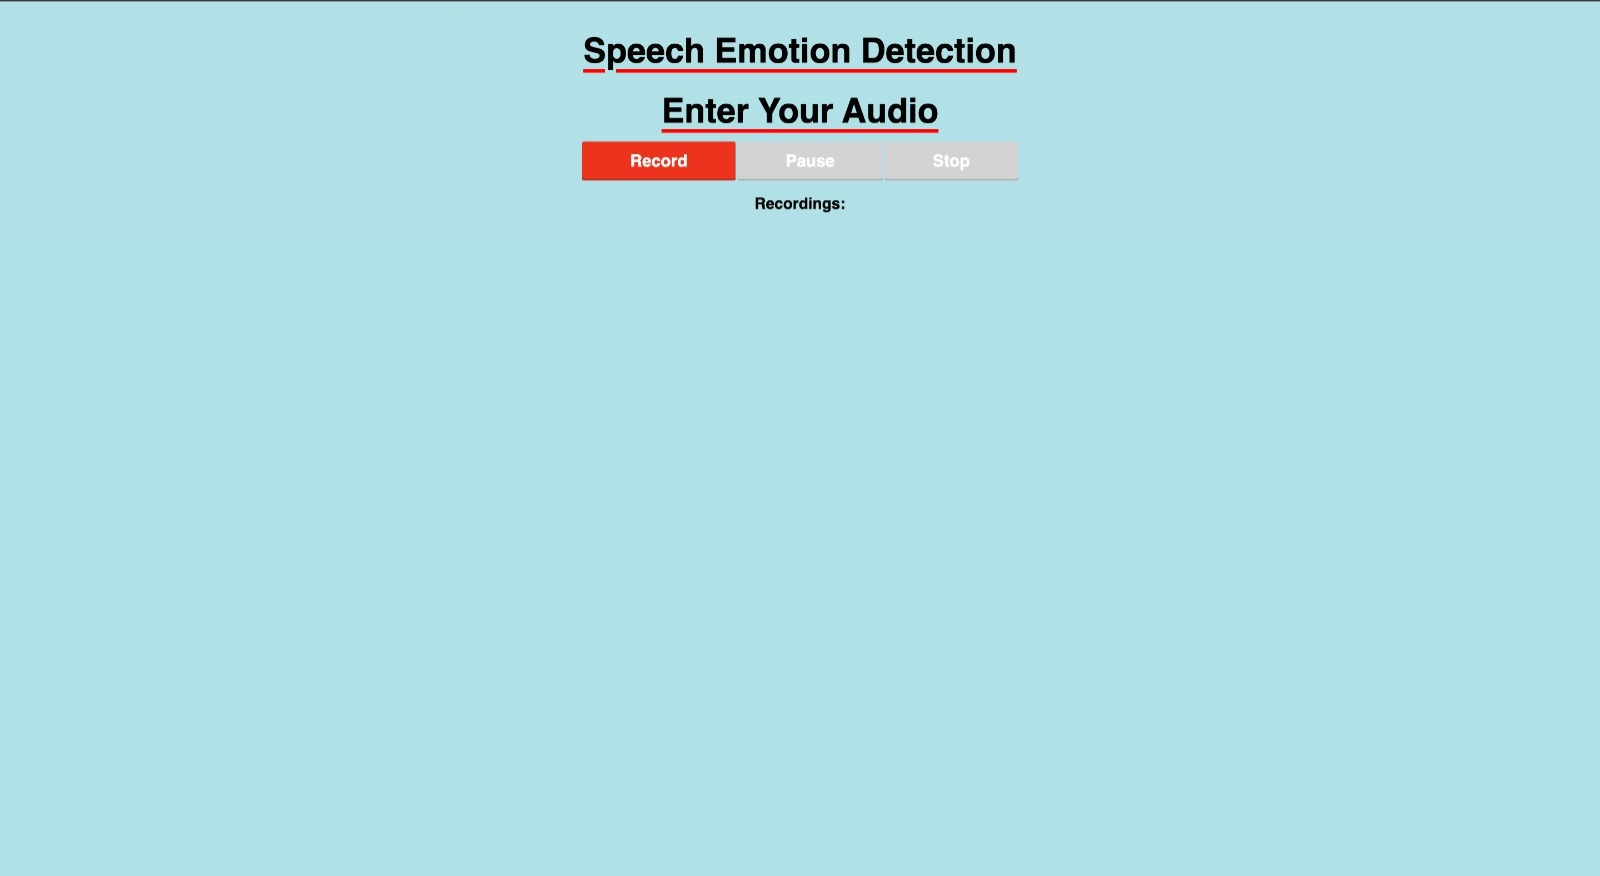 Speech Emotion Detection
Enter Your Audio
Record Pause Stop
Recordings: